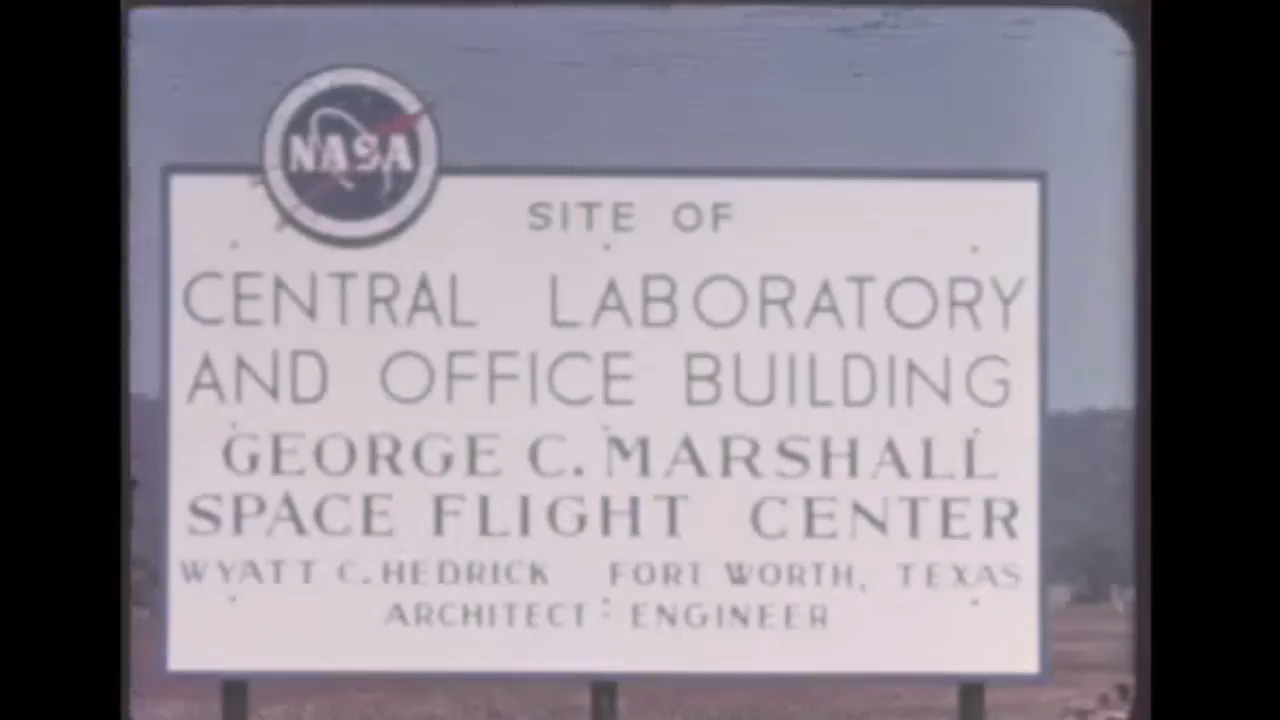 NASA
SITE OF
CENTRAL LABORATORY
AND OFFICE BUILDING
GEORGE C. MARSHALL
SPACE FLIGHT CENTER
WYATT C. HEDRICK FORT WORTH, TEXAS
ARCHITECT - ENGINEER